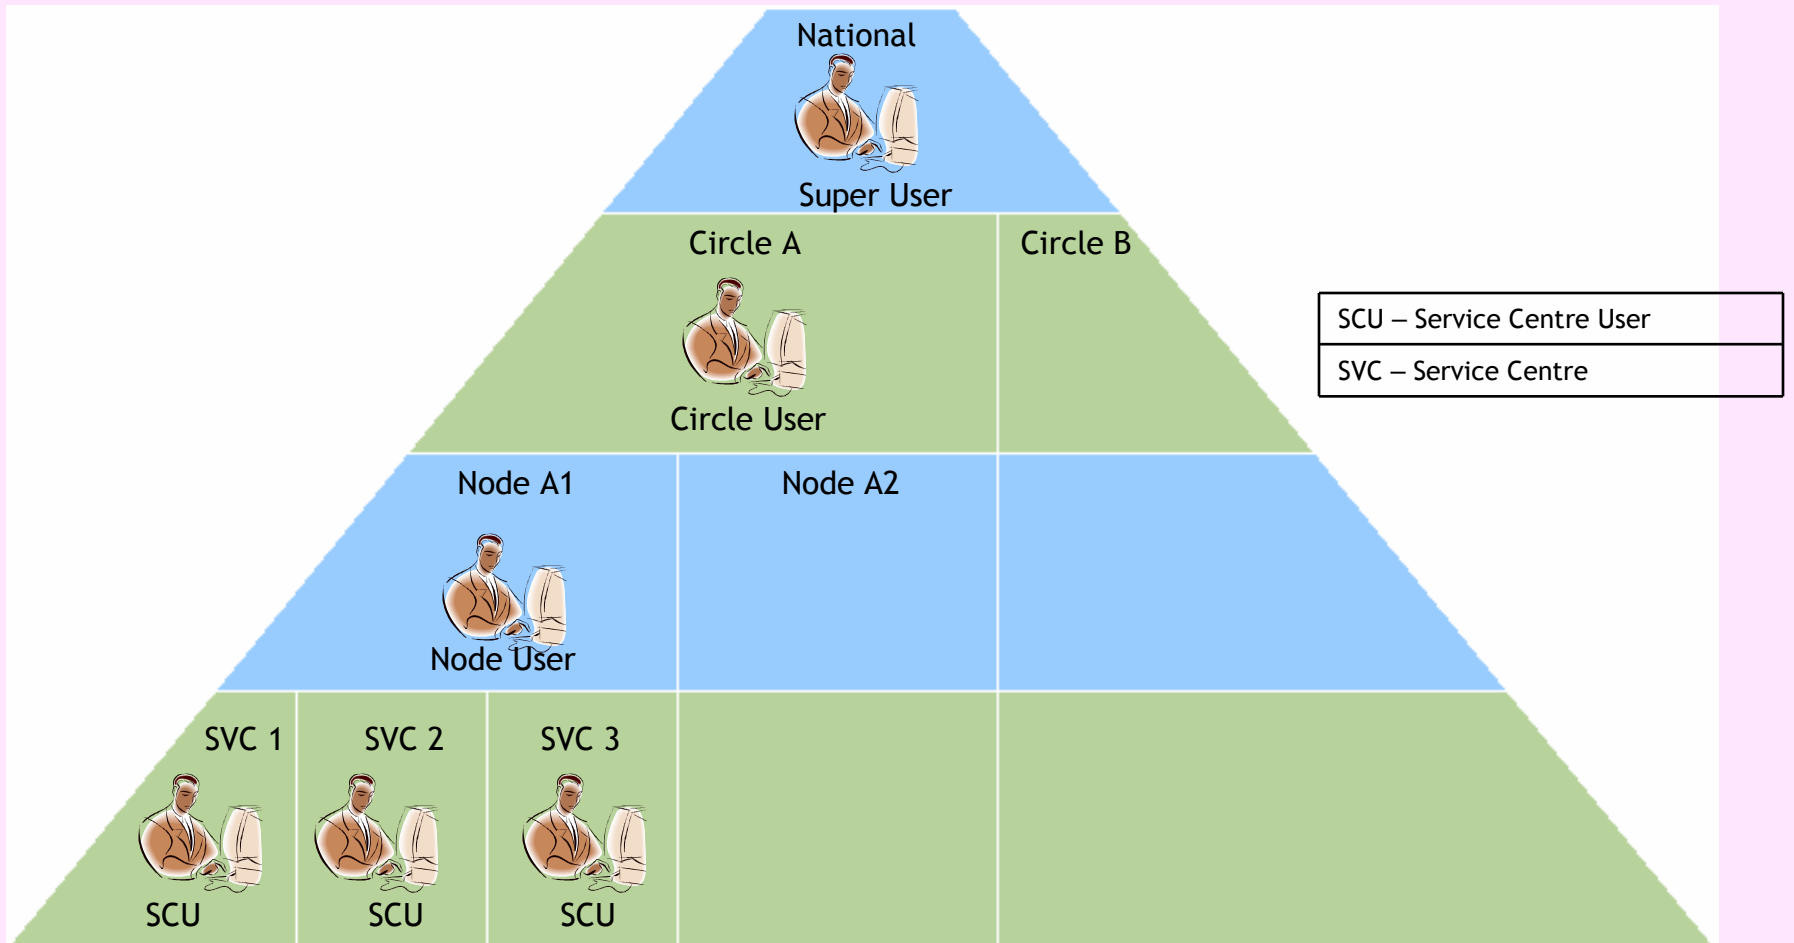 National
Super User
Circle A
Circle B
Circle User
SCU – Service Centre User
SVC – Service Centre
Node A1
Node A2
Node User
SVC 1
SVC 2
SVC 3
SCU
SCU
SCU